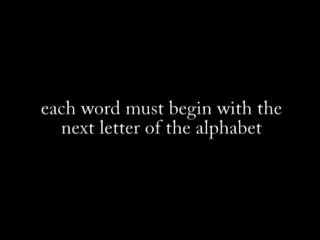 each word must begin with the
next letter of the alphabet